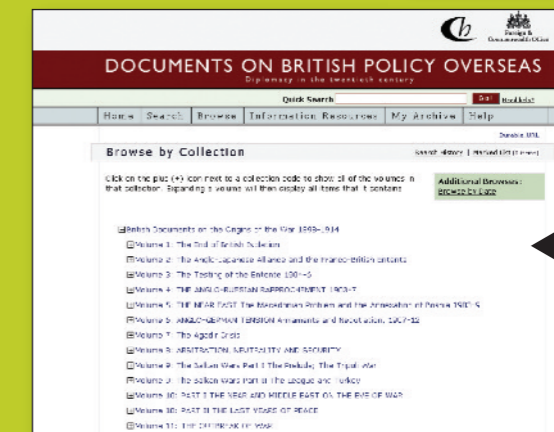 Ch
Foreign &
Commonwealth Office
DOCUMENTS ON BRITISH POLICY OVERSEAS
Diplomacy in the twentieth century
Quick Search
Go!
Need help?
Home
Search
Browse
Information Resources
My Archive
Help
Durable URL
Browse by Collection
Search History | Marked List
Click on the plus (+) icon next to a collection code to show all of the volumes in
that collection. Expanding a volume will then display all items that it contains
Additional Browses:
Browse by Date
British Documents on the Origins of the War 1898-1914
Volume 1: The End of British Isolation
Volume 2: The Anglo-Japanese Alliance and the Franco-British Entente
Volume 3: The Testing of the Entente 1904-6
Volume 4: THE ANGLO-RUSSIAN RAPPROCHEMENT 1903-7
Volume 5: THE NEAR EAST The Macedonian Problem and the Annexation of Bosnia 1903-9
Volume 6: ANGLO-GERMAN TENSION Armaments and Negotiation, 1907-12
Volume 7: The Agadir Crisis
Volume 8: ARBITRATION, NEUTRALITY AND SECURITY
Volume 9: The Balkan Wars Part I The Prelude; The Tripoli War
Volume 9: The Balkan Wars Part II The League and Turkey
Volume 10: PART I THE NEAR AND MIDDLE EAST ON THE EVE OF WAR
Volume 10: PART II THE LAST YEARS OF PEACE
Volume 11: THE OUTBREAK OF WAR